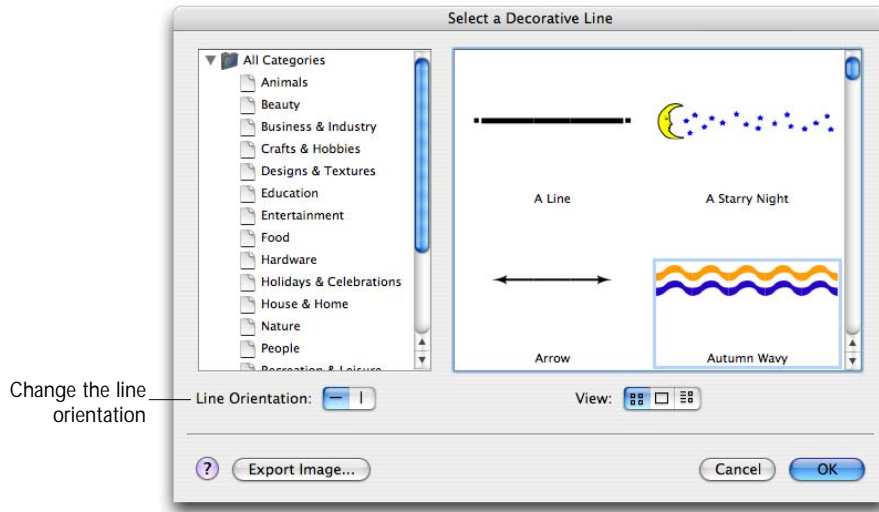 Select a Decorative Line
All Categories
Animals
Beauty
Business & Industry
Crafts & Hobbies
Designs & Textures
Education
Entertainment
Food
Hardware
Holidays & Celebrations
House & Home
Nature
People
Recreation & Leisure
A Line
A Starry Night
Arrow
Autumn Wavy
Change the line
orientation
Line Orientation:
View:
?
Export Image...
Cancel
OK